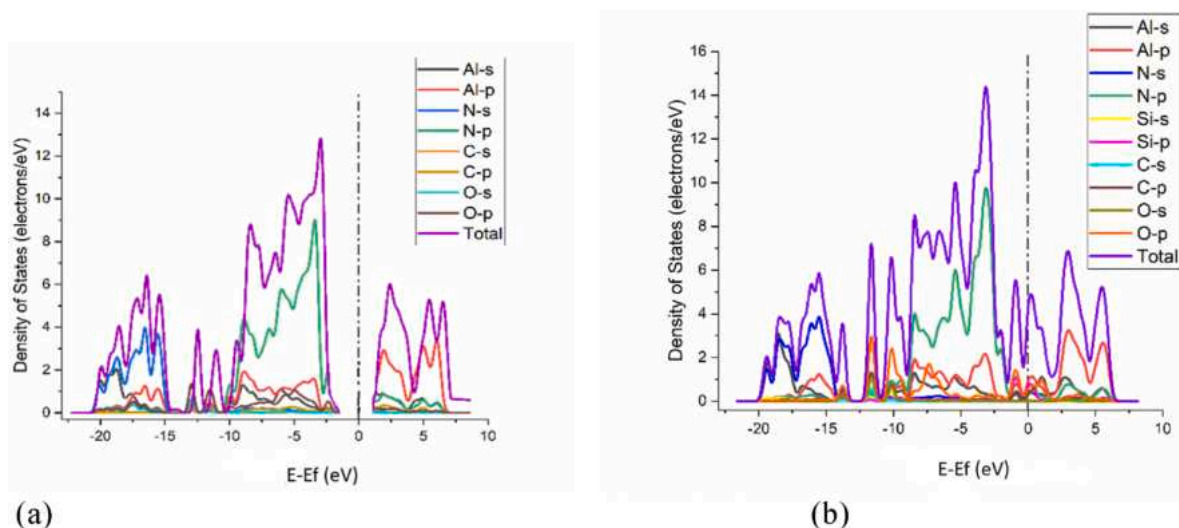 Al-s
Al-p
N-s
N-p
C-s
C-p
O-s
O-p
Total
14
12
10
8
6
4
2
0
Density of States (electrons/eV)
-20 -15 -10 -5 0 5 10
E-Ef (eV)
(a)
Al-s
Al-p
N-s
N-p
Si-s
Si-p
C-s
C-p
O-s
O-p
Total
16
14
12
10
8
6
4
2
0
Density of States (electrons/eV)
-20 -15 -10 -5 0 5 10
E-Ef (eV)
(b)